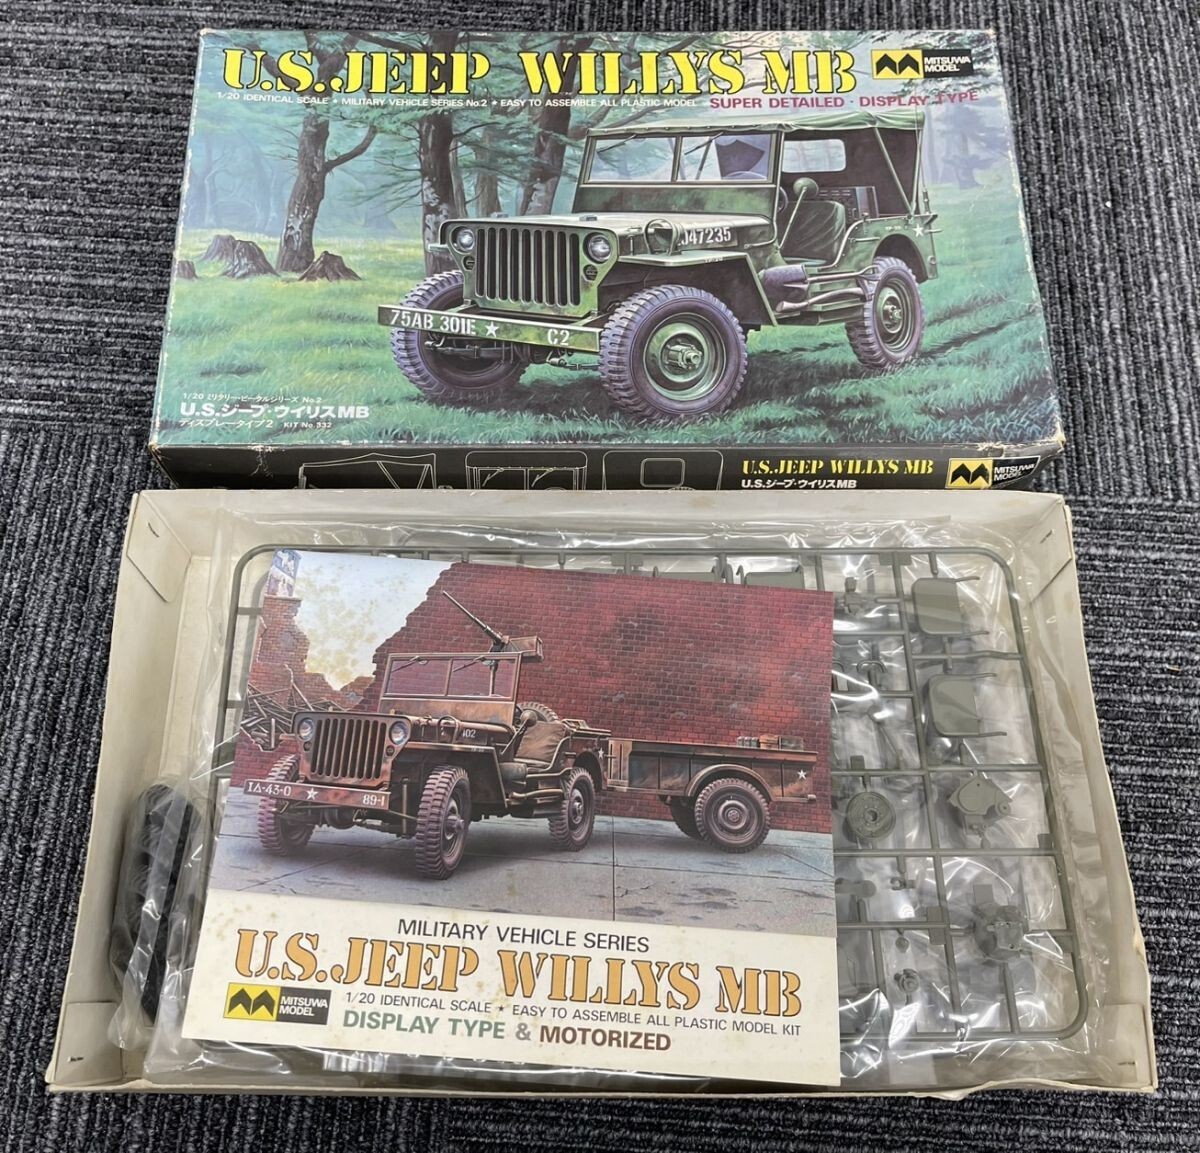 U.S.JEEP WILLYS MB
MITSUWA MODEL
1/20 IDENTICAL SCALE ★ MILITARY VEHICLE SERIES No.2 ★ EASY TO ASSEMBLE ALL PLASTIC MODEL SUPER DETAILED · DISPLAY TYPE
J47235
75AB 301E ★ C2
1/20 ミリタリー・ビークルシリーズ No.2
U.S.ジープ・ウイリスMB
ディスプレータイプ2 KIT No.332
U.S.JEEP WILLYS MB
U.S.ジープ・ウイリスMB
MITSUWA MODEL
102
89-1
MILITARY VEHICLE SERIES
U.S.JEEP WILLYS MB
MITSUWA MODEL
1/20 IDENTICAL SCALE ★ EASY TO ASSEMBLE ALL PLASTIC MODEL KIT
DISPLAY TYPE & MOTORIZED